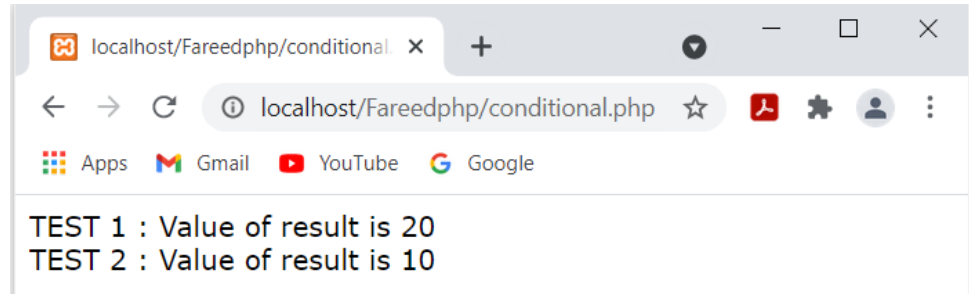 localhost/Fareedphp/conditional.
localhost/Fareedphp/conditional.php
Apps Gmail YouTube Google
TEST 1 : Value of result is 20
TEST 2 : Value of result is 10